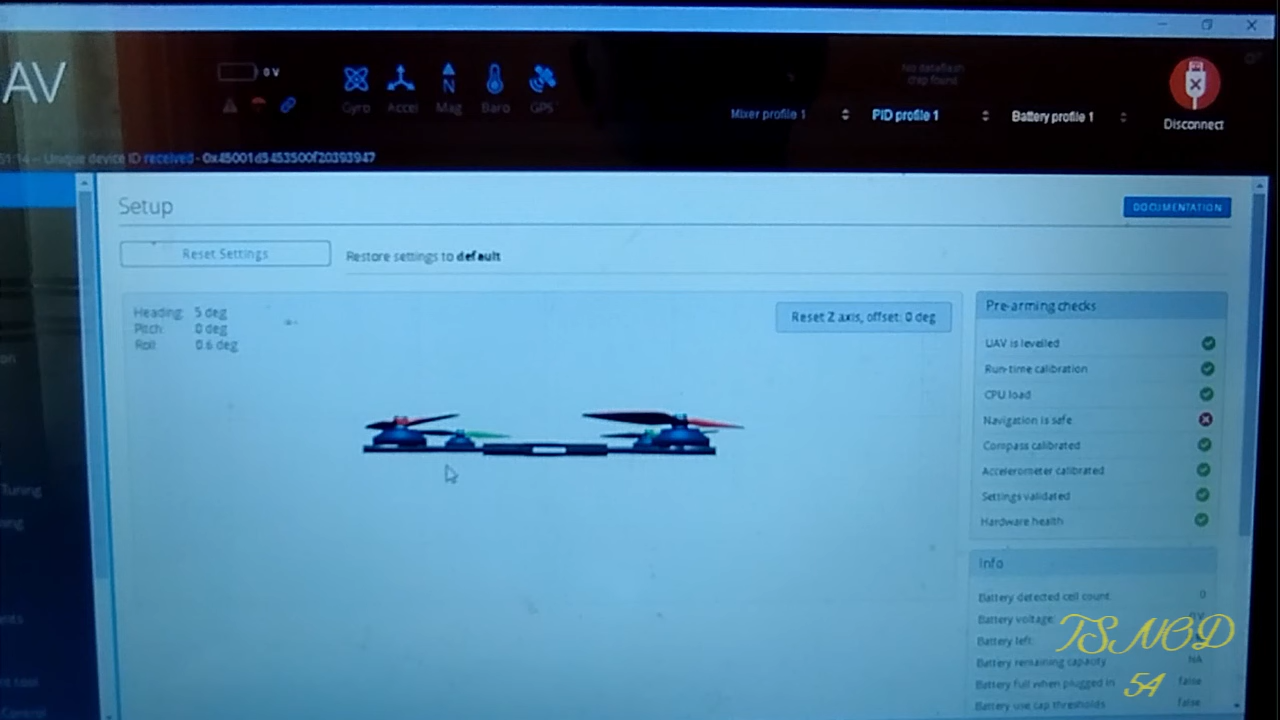 AV
0 V
Gyro Accel Mag Baro GPS
No dataflash
chip found
Mixer profile 1
PID profile 1
Battery profile 1
Disconnect
Unique device ID received - 0x45001d5453500f20393947
Setup
DOCUMENTATION
Reset Settings
Restore settings to default
Heading: 5 deg
Pitch: 0 deg
Roll: 0.6 deg
Reset Z axis, offset: 0 deg
Pre-arming checks
UAV is levelled
Run-time calibration
CPU load
Navigation is safe
Compass calibrated
Accelerometer calibrated
Settings validated
Hardware health
Info
Battery detected cell count: 0
Battery voltage:
Battery left:
Battery remaining capacity NA
Battery full when plugged in false
Battery use cap thresholds false
Tuning
TSNOD
54